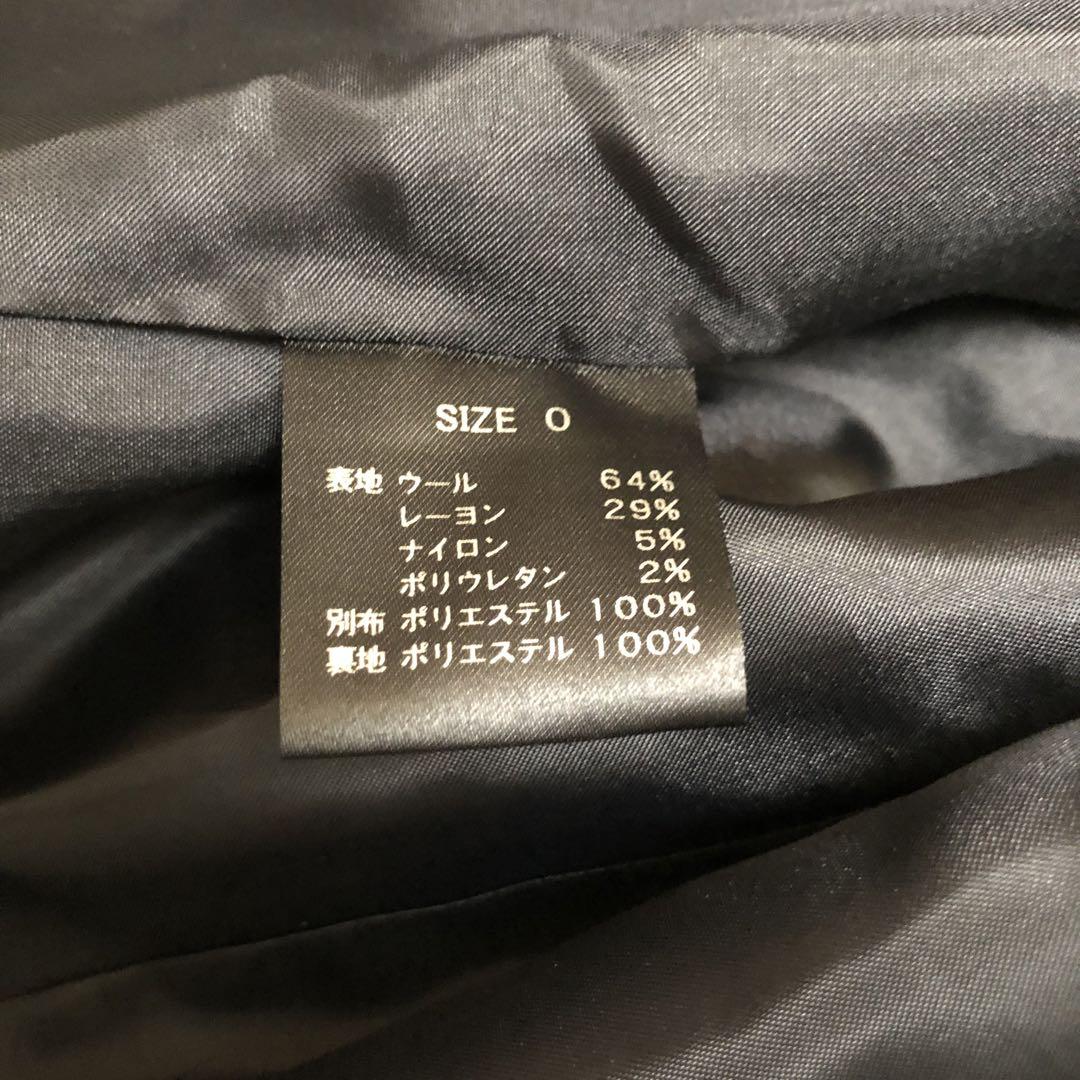 SIZE 0
表地 ウール 64%
レーヨン 29%
ナイロン 5%
ポリウレタン 2%
別布 ポリエステル 100%
裏地 ポリエステル 100%